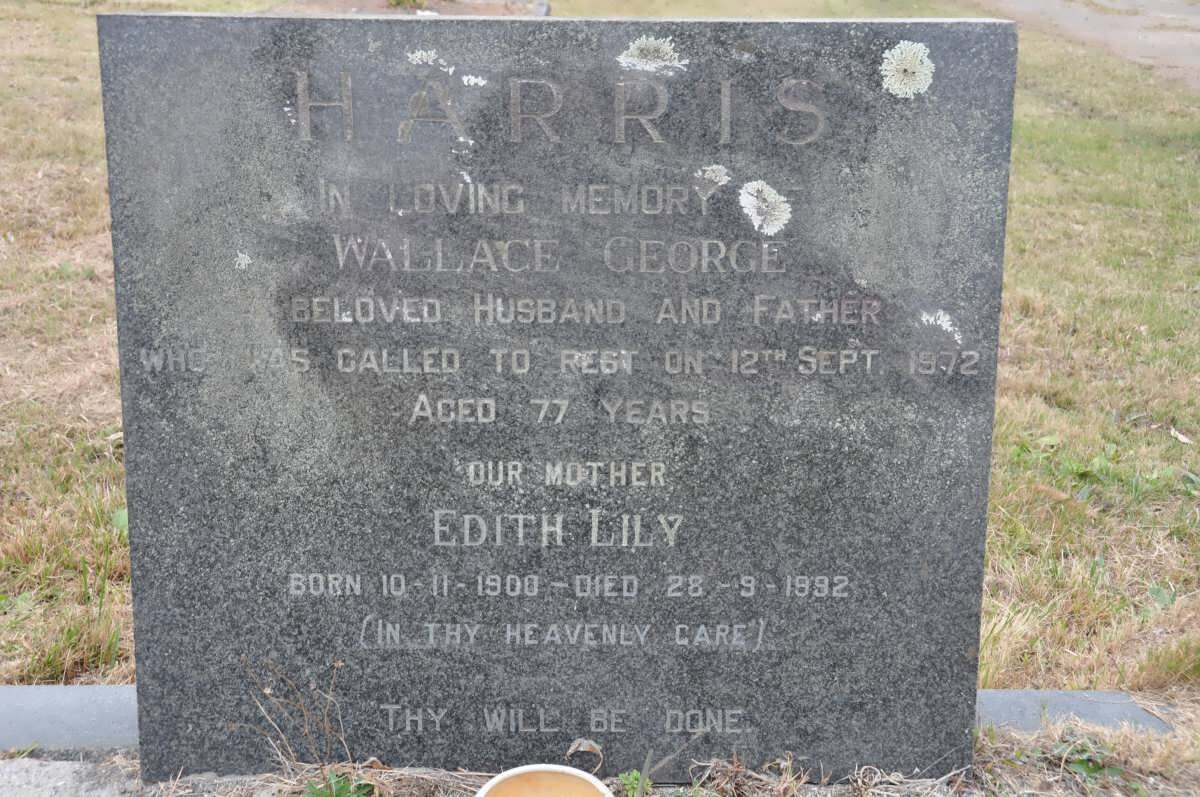 HARRIS
IN LOVING MEMORY OF
WALLACE GEORGE
BELOVED HUSBAND AND FATHER
WHO WAS CALLED TO REST ON 12TH SEPT. 1972
AGED 77 YEARS
OUR MOTHER
EDITH LILY
BORN 10-11-1900 - DIED 28-9-1992
(IN THY HEAVENLY CARE)
THY WILL BE DONE.